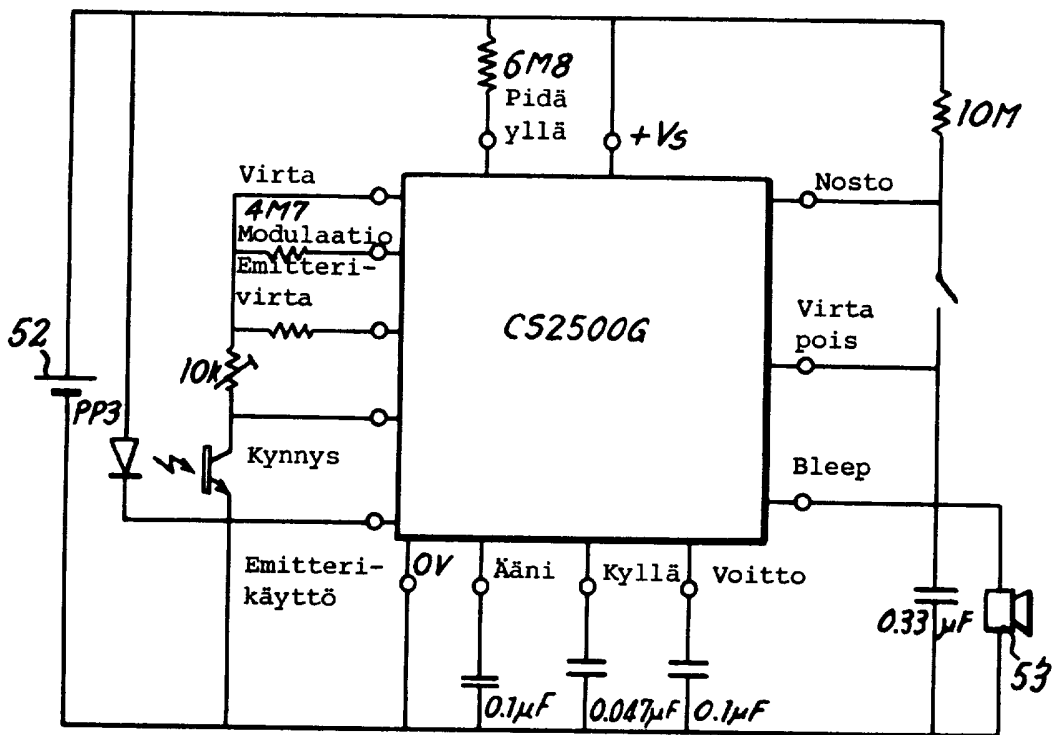 6M8
Pidä
yllä
+Vs
10M
Virta
4M7
Modulaatio
Emitteri-
virta
Nosto
CS2500G
Virta
pois
52
10K
PP3
Kynnys
Bleep
Emitteri-
käyttö
0V
Ääni
Kyllä
Voitto
0.1µF
0.047µF
0.1µF
0.33µF
53